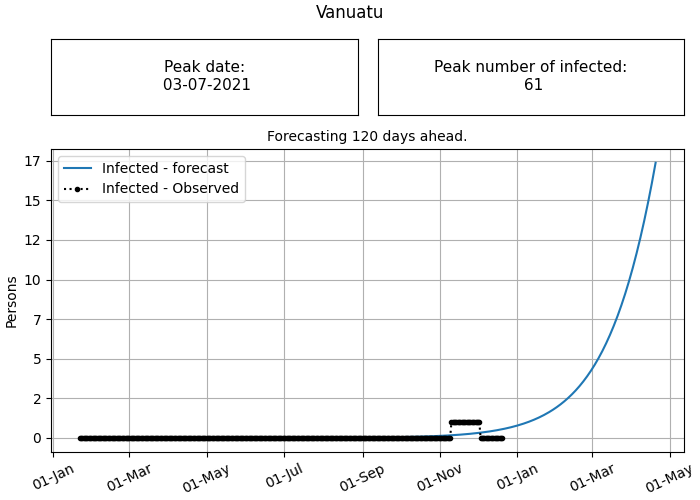 Vanuatu
Peak date:
03-07-2021
Peak number of infected:
61
Forecasting 120 days ahead.
Infected - forecast
Infected - Observed
Persons
17
15
12
10
7
5
2
0
01-Jan
01-Mar
01-May
01-Jul
01-Sep
01-Nov
01-Jan
01-Mar
01-May